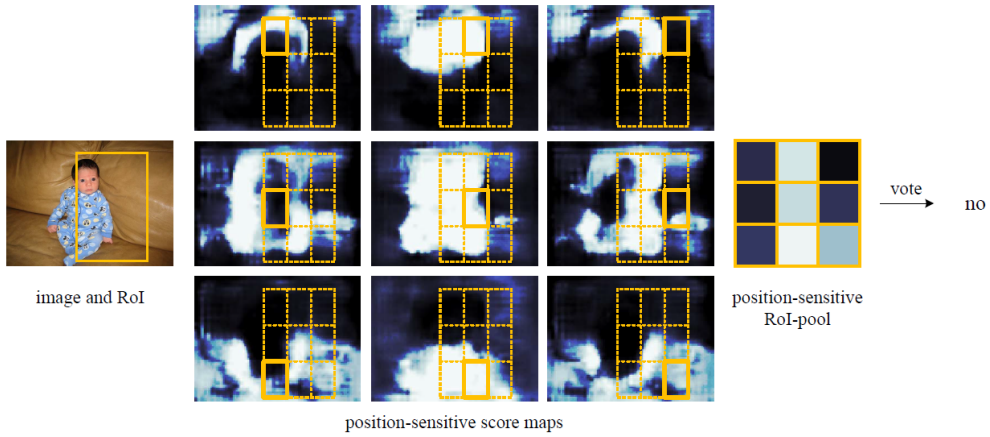 image and RoI
position-sensitive score maps
position-sensitive
RoI-pool
vote
no